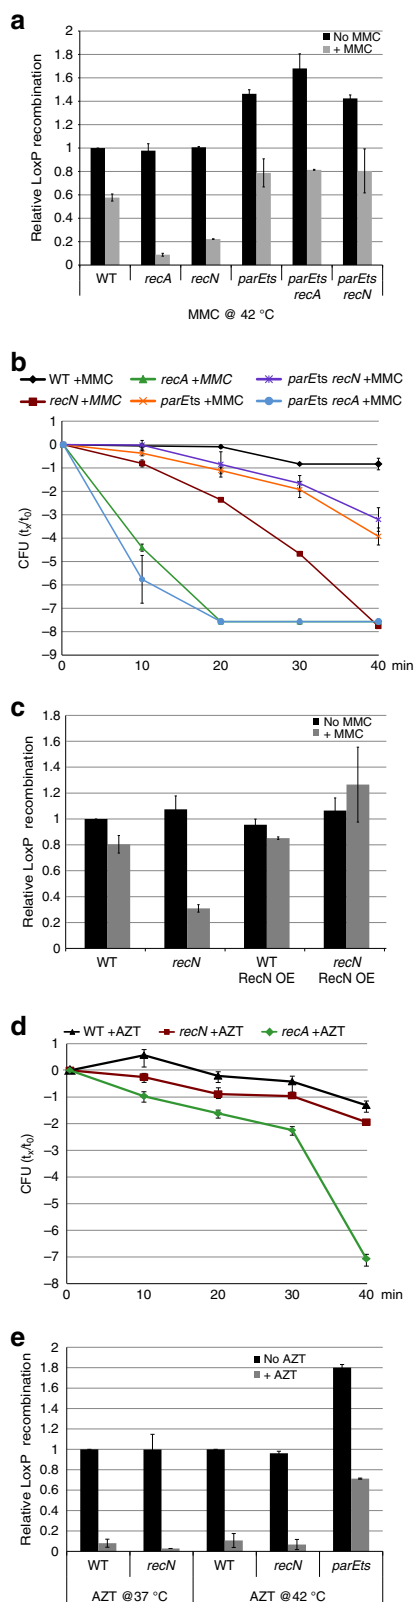 a
2
1.8
1.6
1.4
1.2
1
0.8
0.6
0.4
0.2
0
Relative LoxP recombination
No MMC
+ MMC
WT
recA
recN
parEts
parEts recA
parEts recN
MMC @ 42 °C
b
WT +MMC
recA +MMC
parEts recN +MMC
recN +MMC
parEts +MMC
parEts recA +MMC
1
0
–1
–2
–3
–4
–5
–6
–7
–8
–9
CFU (tx/t0)
0
10
20
30
40
min
c
1.8
1.6
1.4
1.2
1
0.8
0.6
0.4
0.2
0
Relative LoxP recombination
No MMC
+ MMC
WT
recN
WT
RecN OE
recN
RecN OE
d
WT +AZT
recN +AZT
recA +AZT
1
0
–1
–2
–3
–4
–5
–6
–7
–8
CFU (tx/t0)
0
10
20
30
40
min
e
2
1.8
1.6
1.4
1.2
1
0.8
0.6
0.4
0.2
0
Relative LoxP recombination
No AZT
+ AZT
WT
recN
WT
recN
parEts
AZT @37 °C
AZT @42 °C